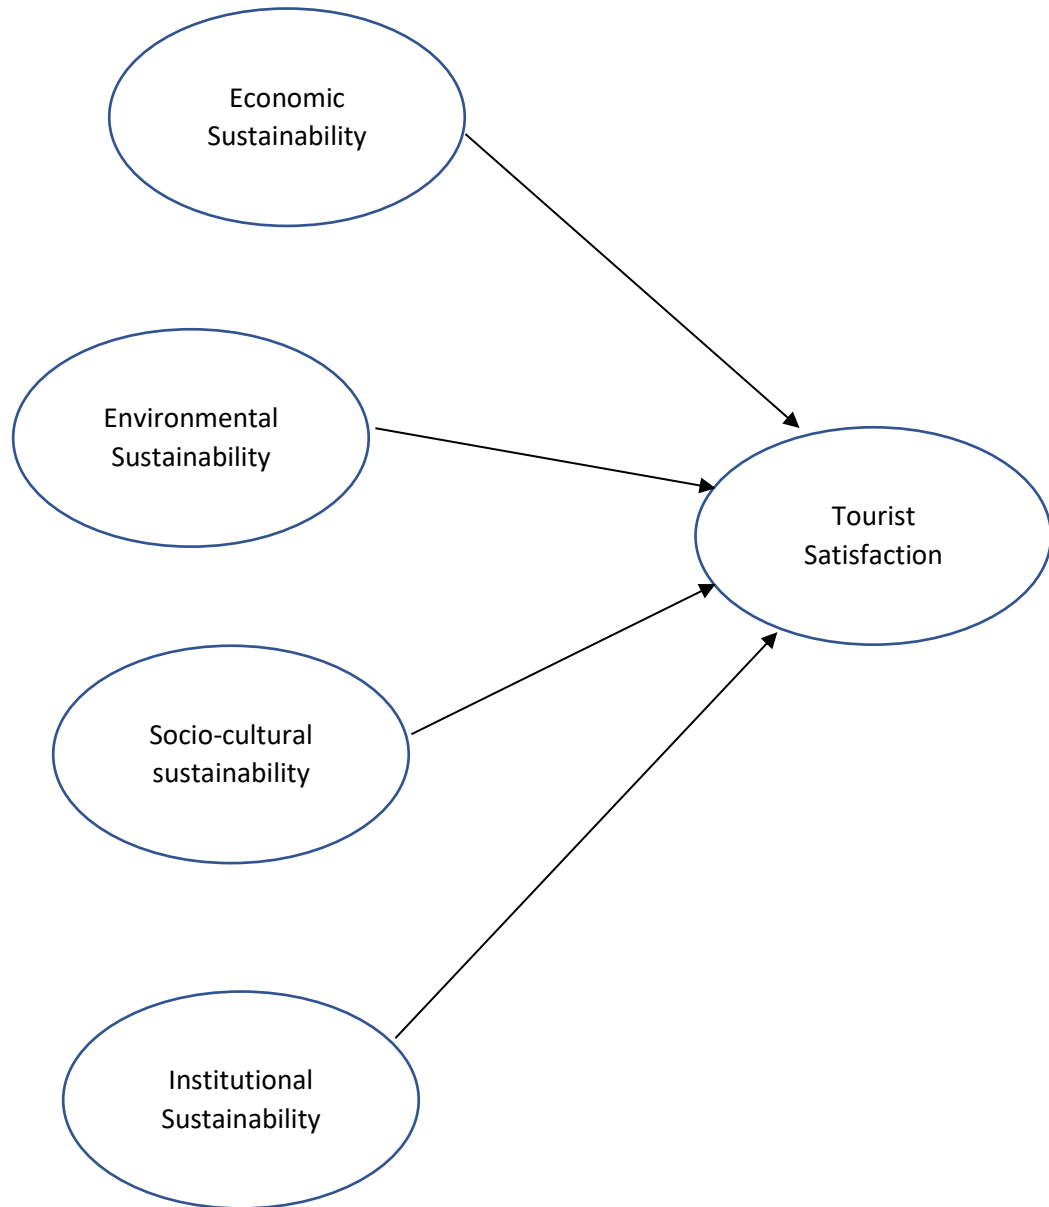 Economic
Sustainability
Environmental
Sustainability
Tourist
Satisfaction
Socio-cultural
sustainability
Institutional
Sustainability